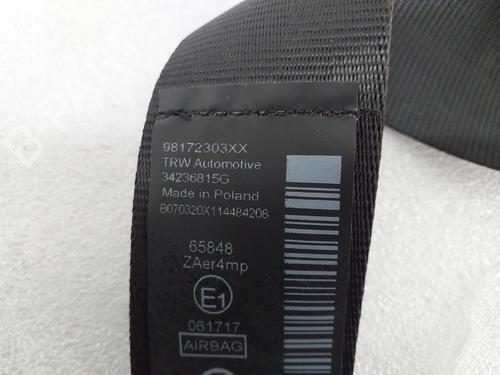 98172303XX
TRW Automotive
34236815G
Made in Poland
B070320X114484208
65848
ZAer4mp
E1
061717
AIRBAG